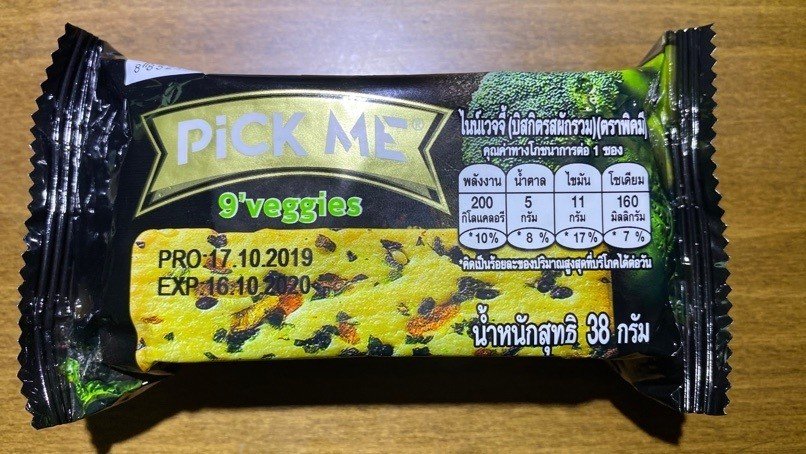 PiCK ME®
9'veggies
ไนน์เวจจี้ (บิสกิตรสผักรวม)(ตราพิคมี)
คุณค่าทางโภชนาการต่อ 1 ซอง
พลังงาน น้ำตาล ไขมัน โซเดียม
200 5 11 160
กิโลแคลอรี กรัม กรัม มิลลิกรัม
*10% *8 % *17% *7 %
*คิดเป็นร้อยละของปริมาณสูงสุดที่บริโภคได้ต่อวัน
PRO:17.10.2019
EXP:16.10.2020
น้ำหนักสุทธิ 38 กรัม